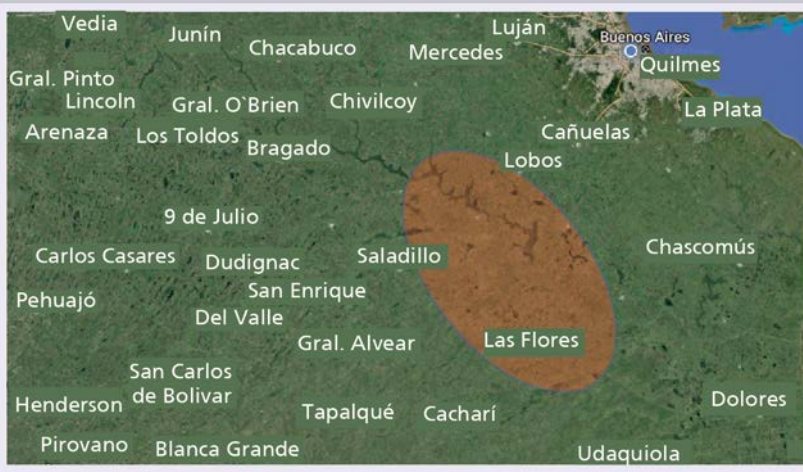 Vedia
Junín
Chacabuco
Luján
Mercedes
Buenos Aires
Quilmes
Gral. Pinto
Lincoln
Gral. O`Brien
Chivilcoy
La Plata
Arenaza
Los Toldos
Bragado
Cañuelas
Lobos
9 de Julio
Carlos Casares
Dudignac
Saladillo
Chascomús
Pehuajó
San Enrique
Del Valle
Gral. Alvear
Las Flores
San Carlos
de Bolivar
Henderson
Tapalqué
Cacharí
Dolores
Pirovano
Blanca Grande
Udaquiola